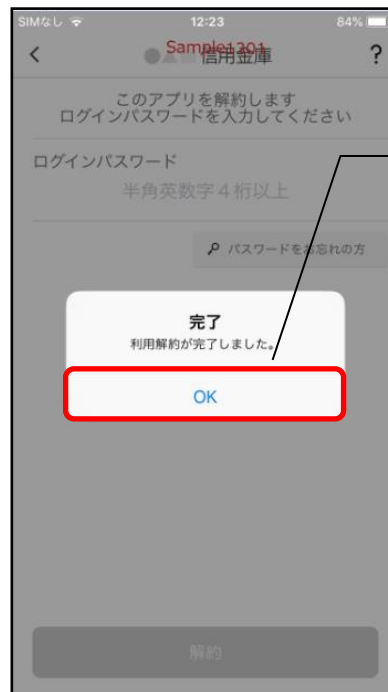 SIMなし 12:23 84%
Sample1201
信用金庫 ?
このアプリを解約します
ログインパスワードを入力してください
ログインパスワード
半角英数字4桁以上
パスワードをお忘れの方
完了
利用解約が完了しました。
OK
解約